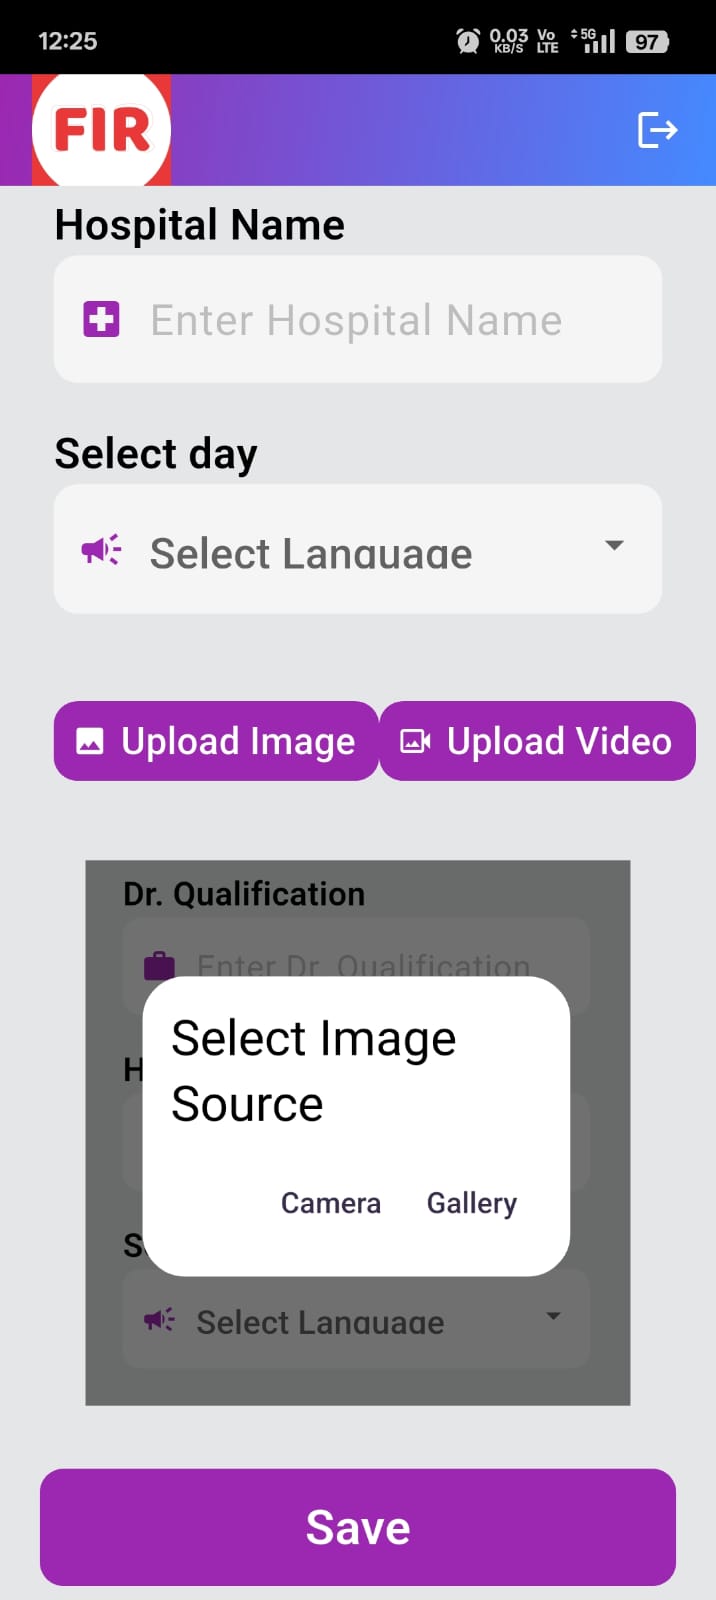 12:25
0.03 KB/S
Vo LTE
5G
97
FIR
Hospital Name
Enter Hospital Name
Select day
Select Language
Upload Image
Upload Video
Dr. Qualification
Enter Dr. Qualification
H
Select Image
Source
Camera
Gallery
S
Select Language
Save